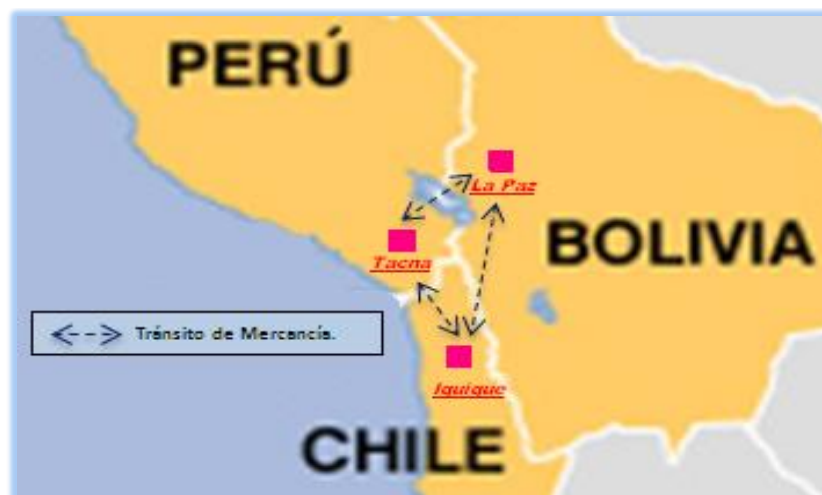 PERÚ
La Paz
Tacna
BOLIVIA
Tránsito de Mercancía.
Iquique
CHILE